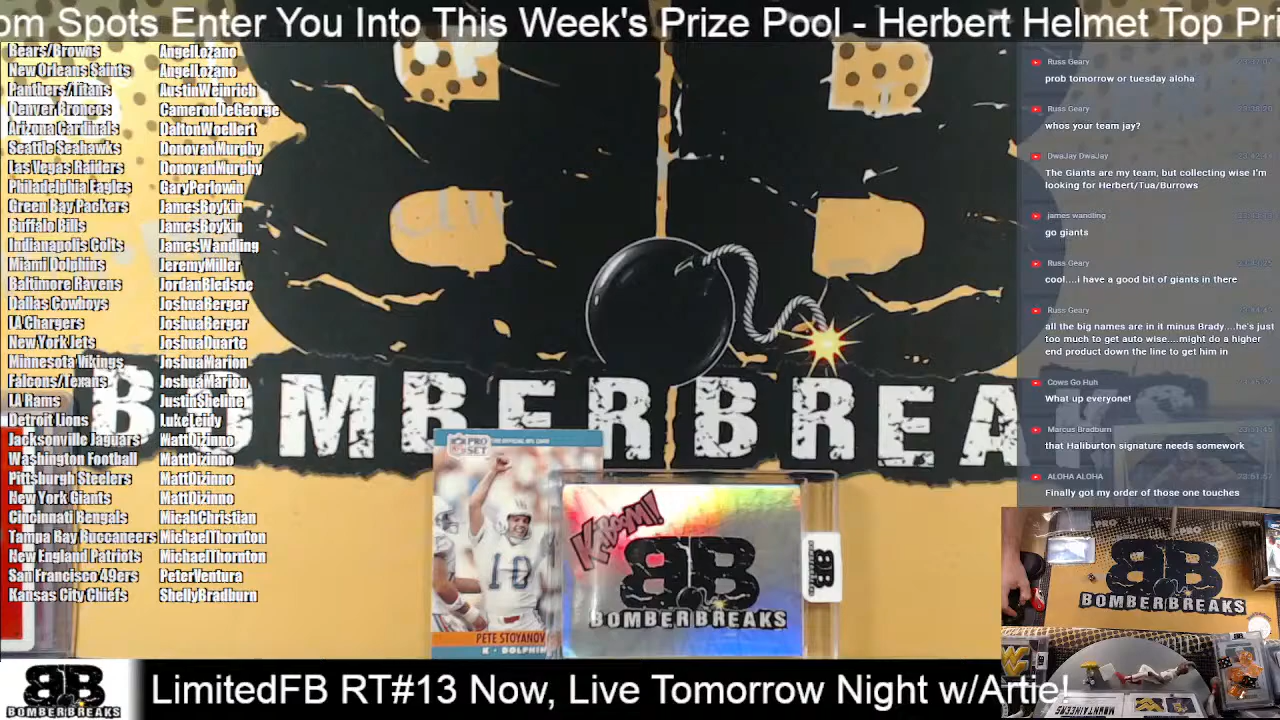 om Spots Enter You Into This Week's Prize Pool - Herbert Helmet Top Pri
Bears/Browns AngelLozano
New Orleans Saints AngelLozano
Panthers/Titans AustinWeinrich
Denver Broncos CameronDeGeorge
Arizona Cardinals DaltonWoellert
Seattle Seahawks DonovanMurphy
Las Vegas Raiders DonovanMurphy
Philadelphia Eagles GaryPerlowin
Green Bay Packers JamesBoykin
Buffalo Bills JamesBoykin
Indianapolis Colts JamesWandling
Miami Dolphins JeremyMiller
Baltimore Ravens JordanBledsoe
Dallas Cowboys JoshuaBerger
LA Chargers JoshuaBerger
New York Jets JoshuaDuarte
Minnesota Vikings JoshuaMarion
Falcons/Texans JoshuaMarion
LA Rams JustinSheline
Detroit Lions LukeLeidy
Jacksonville Jaguars MattDizinno
Washington Football MattDizinno
Pittsburgh Steelers MattDizinno
New York Giants MattDizinno
Cincinnati Bengals MicahChristian
Tampa Bay Buccaneers MichaelThornton
New England Patriots MichaelThornton
San Francisco 49ers PeterVentura
Kansas City Chiefs ShellyBradburn
Russ Geary
prob tomorrow or tuesday aloha
Russ Geary
whos your team jay?
DwaJay DwaJay
The Giants are my team, but collecting wise I'm
looking for Herbert/Tua/Burrows
james wandling
go giants
Russ Geary
cool....i have a good bit of giants in there
Russ Geary
all the big names are in it minus Brady....he's just
too much to get auto wise....might do a higher
end product down the line to get him in
Cows Go Huh
What up everyone!
Marcus Bradburn
that Haliburton signature needs somework
ALOHA ALOHA
Finally got my order of those one touches
BOMBERBREA
PRO SET
10
PETE STOYANOV
K • DOLPHIN
KABOOM!!
BB
BOMBERBREAKS
BB
BOMBERBREAKS
MOUNTAINEERS
BB
BOMBERBREAKS
LimitedFB RT#13 Now, Live Tomorrow Night w/Artie!